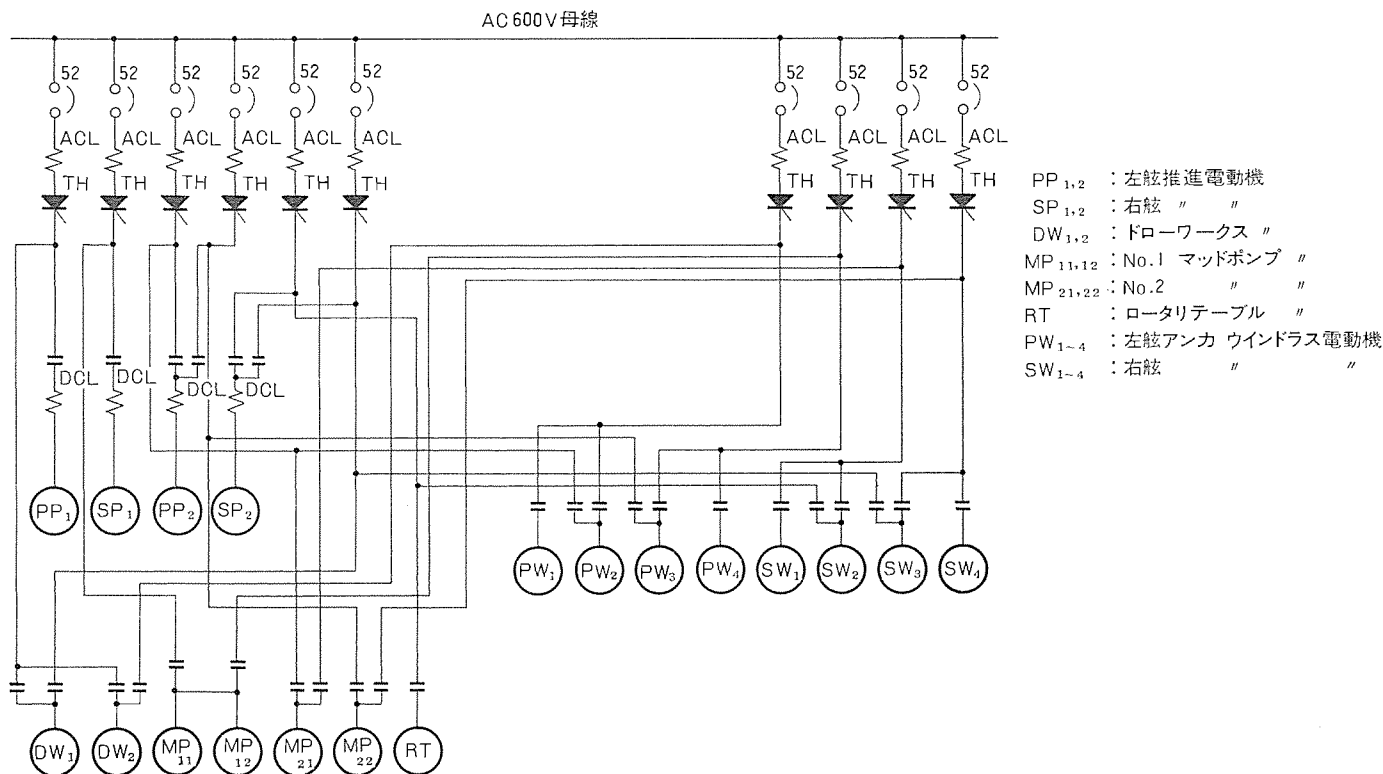 AC 600V母線
52 52 52 52 52 52 52 52 52 52
ACL ACL ACL ACL ACL ACL ACL ACL ACL ACL
TH TH TH TH TH TH TH TH TH TH
DCL DCL DCL DCL
PP₁ SP₁ PP₂ SP₂
PW₁ PW₂ PW₃ PW₄ SW₁ SW₂ SW₃ SW₄
DW₁ DW₂ MP₁₁ MP₁₂ MP₂₁ MP₂₂ RT
PP₁,₂ : 左舷推進電動機
SP₁,₂ : 右舷 〃 〃
DW₁,₂ : ドローワークス 〃
MP₁₁,₁₂ : No.1 マッドポンプ 〃
MP₂₁,₂₂ : No.2 〃 〃
RT : ロータリテーブル 〃
PW₁~₄ : 左舷アンカ ウインドラス電動機
SW₁~₄ : 右舷 〃 〃